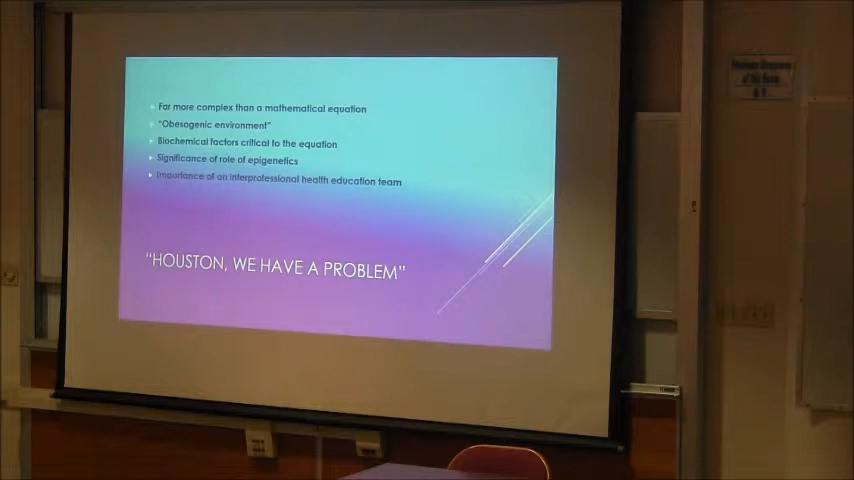 Far more complex than a mathematical equation
"Obesogenic environment"
Biochemical factors critical to the equation
Significance of role of epigenetics
Importance of an interprofessional health education team
"HOUSTON, WE HAVE A PROBLEM"